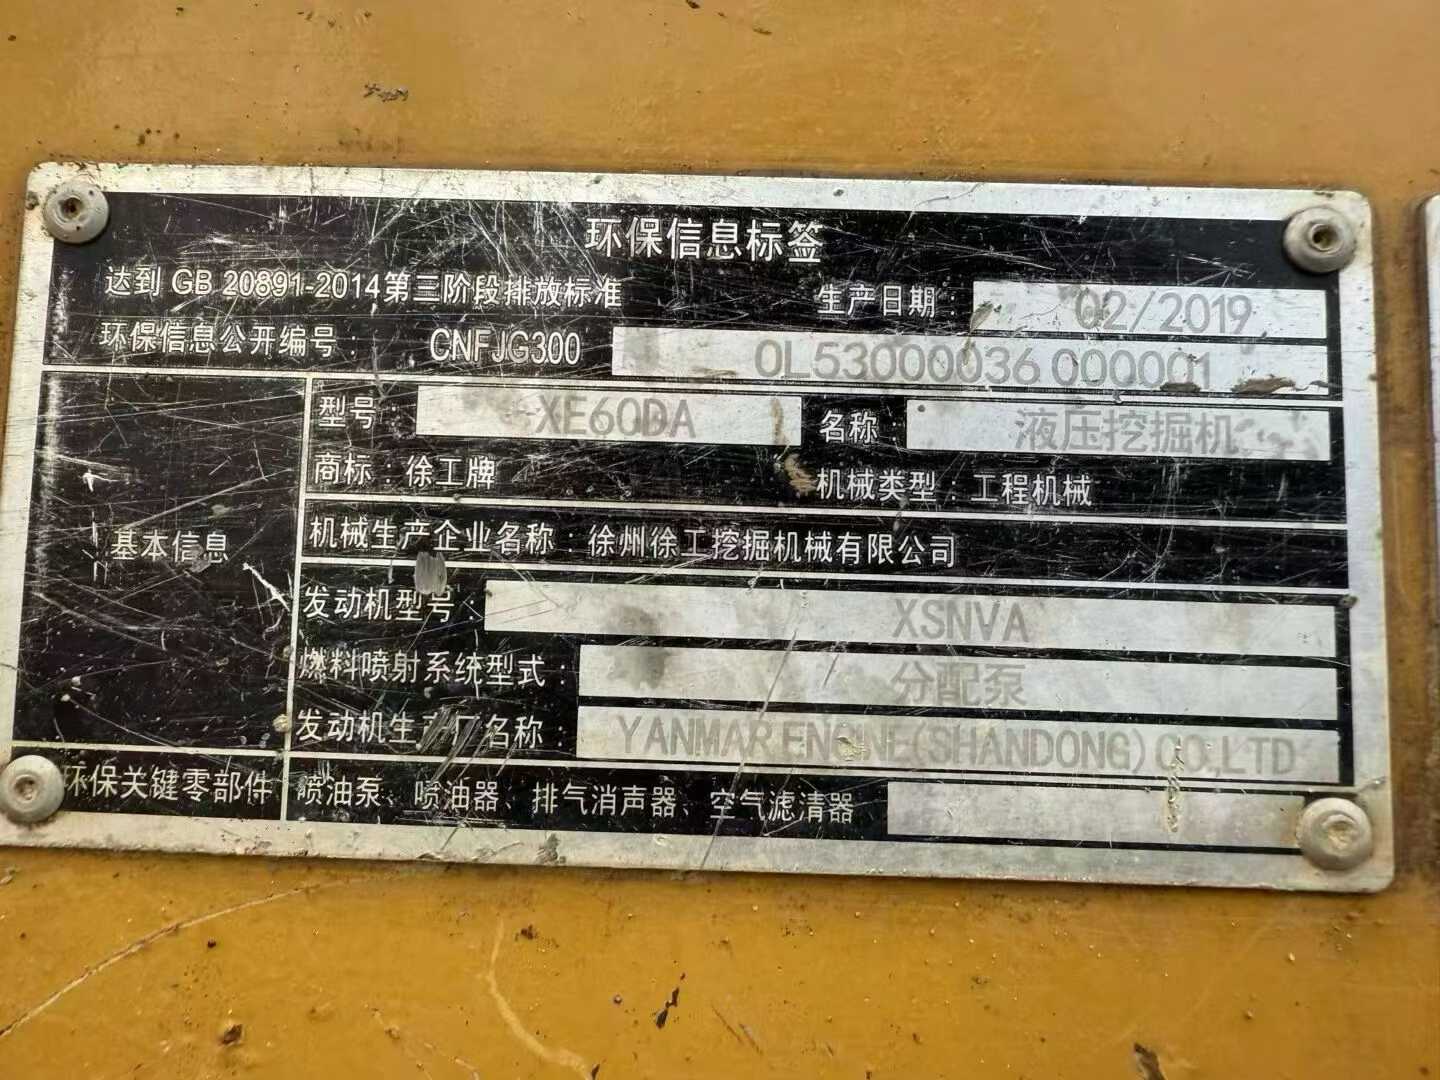 环保信息标签
达到 GB 20891-2014第三阶段排放标准 生产日期: 02/2019
环保信息公开编号: CNFJG300 0L53000036 000001
型号: XE60DA 名称: 液压挖掘机
商标:徐工牌 机械类型:工程机械
基本信息
机械生产企业名称:徐州徐工挖掘机械有限公司
发动机型号: XSNVA
燃料喷射系统型式: 分配泵
发动机生产厂名称: YANMAR ENGINE(SHANDONG)CO.,LTD
环保关键零部件 喷油泵、喷油器、排气消声器、空气滤清器